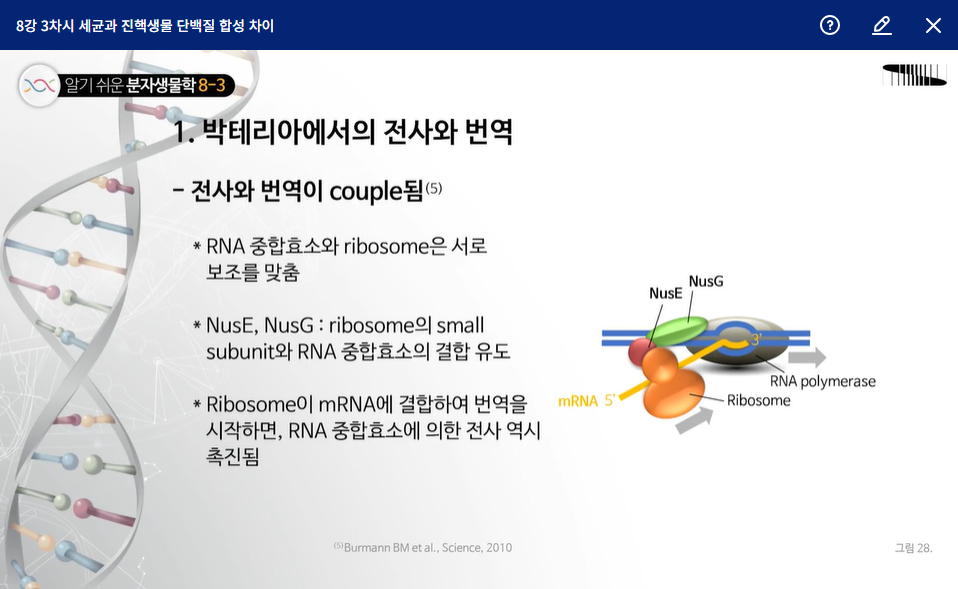 8강 3차시 세균과 진핵생물 단백질 합성 차이
알기 쉬운 분자생물학 8-3
1. 박테리아에서의 전사와 번역
- 전사와 번역이 couple됨(5)
* RNA 중합효소와 ribosome은 서로
보조를 맞춤
* NusE, NusG : ribosome의 small
subunit와 RNA 중합효소의 결합 유도
* Ribosome이 mRNA에 결합하여 번역을
시작하면, RNA 중합효소에 의한 전사 역시
촉진됨
NusG
NusE
3'
RNA polymerase
mRNA 5'
Ribosome
(5)Burmann BM et al., Science, 2010
그림 28.